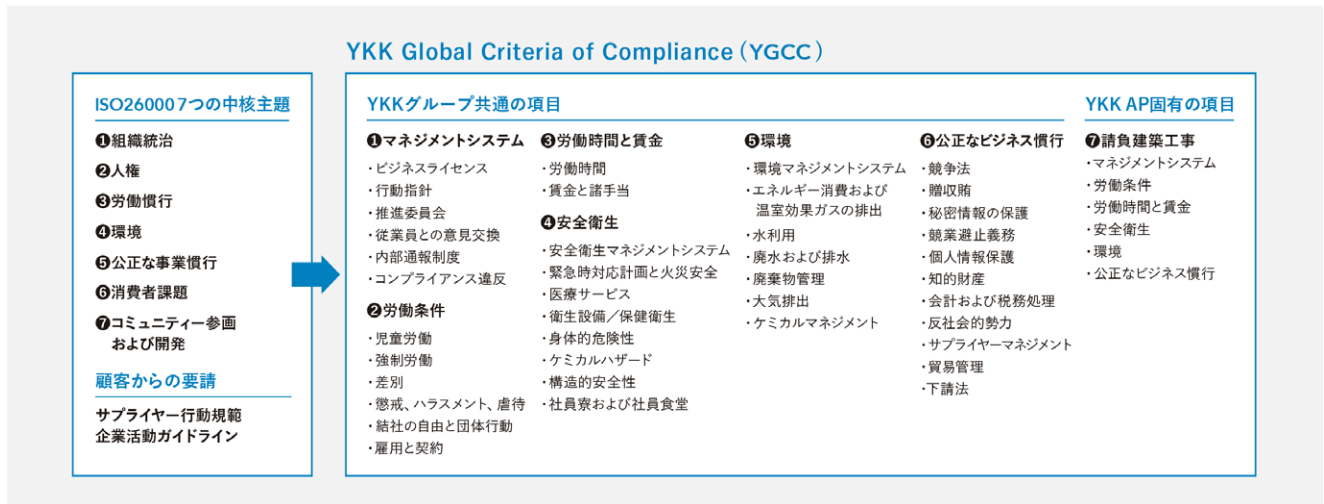 YKK Global Criteria of Compliance（YGCC）
ISO26000 7つの中核主題
❶組織統治
❷人権
❸労働慣行
❹環境
❺公正な事業慣行
❻消費者課題
❼コミュニティー参画
および開発
顧客からの要請
サプライヤー行動規範
企業活動ガイドライン
YKKグループ共通の項目
❶マネジメントシステム
・ビジネスライセンス
・行動指針
・推進委員会
・従業員との意見交換
・内部通報制度
・コンプライアンス違反
❷労働条件
・児童労働
・強制労働
・差別
・懲戒、ハラスメント、虐待
・結社の自由と団体行動
・雇用と契約
❸労働時間と賃金
・労働時間
・賃金と諸手当
❹安全衛生
・安全衛生マネジメントシステム
・緊急時対応計画と火災安全
・医療サービス
・衛生設備／保健衛生
・身体的危険性
・ケミカルハザード
・構造的安全性
・社員寮および社員食堂
❺環境
・環境マネジメントシステム
・エネルギー消費および
温室効果ガスの排出
・水利用
・廃水および排水
・廃棄物管理
・大気排出
・ケミカルマネジメント
❻公正なビジネス慣行
・競争法
・贈収賄
・秘密情報の保護
・競業避止義務
・個人情報保護
・知的財産
・会計および税務処理
・反社会的勢力
・サプライヤーマネジメント
・貿易管理
・下請法
YKK AP固有の項目
❼請負建築工事
・マネジメントシステム
・労働条件
・労働時間と賃金
・安全衛生
・環境
・公正なビジネス慣行